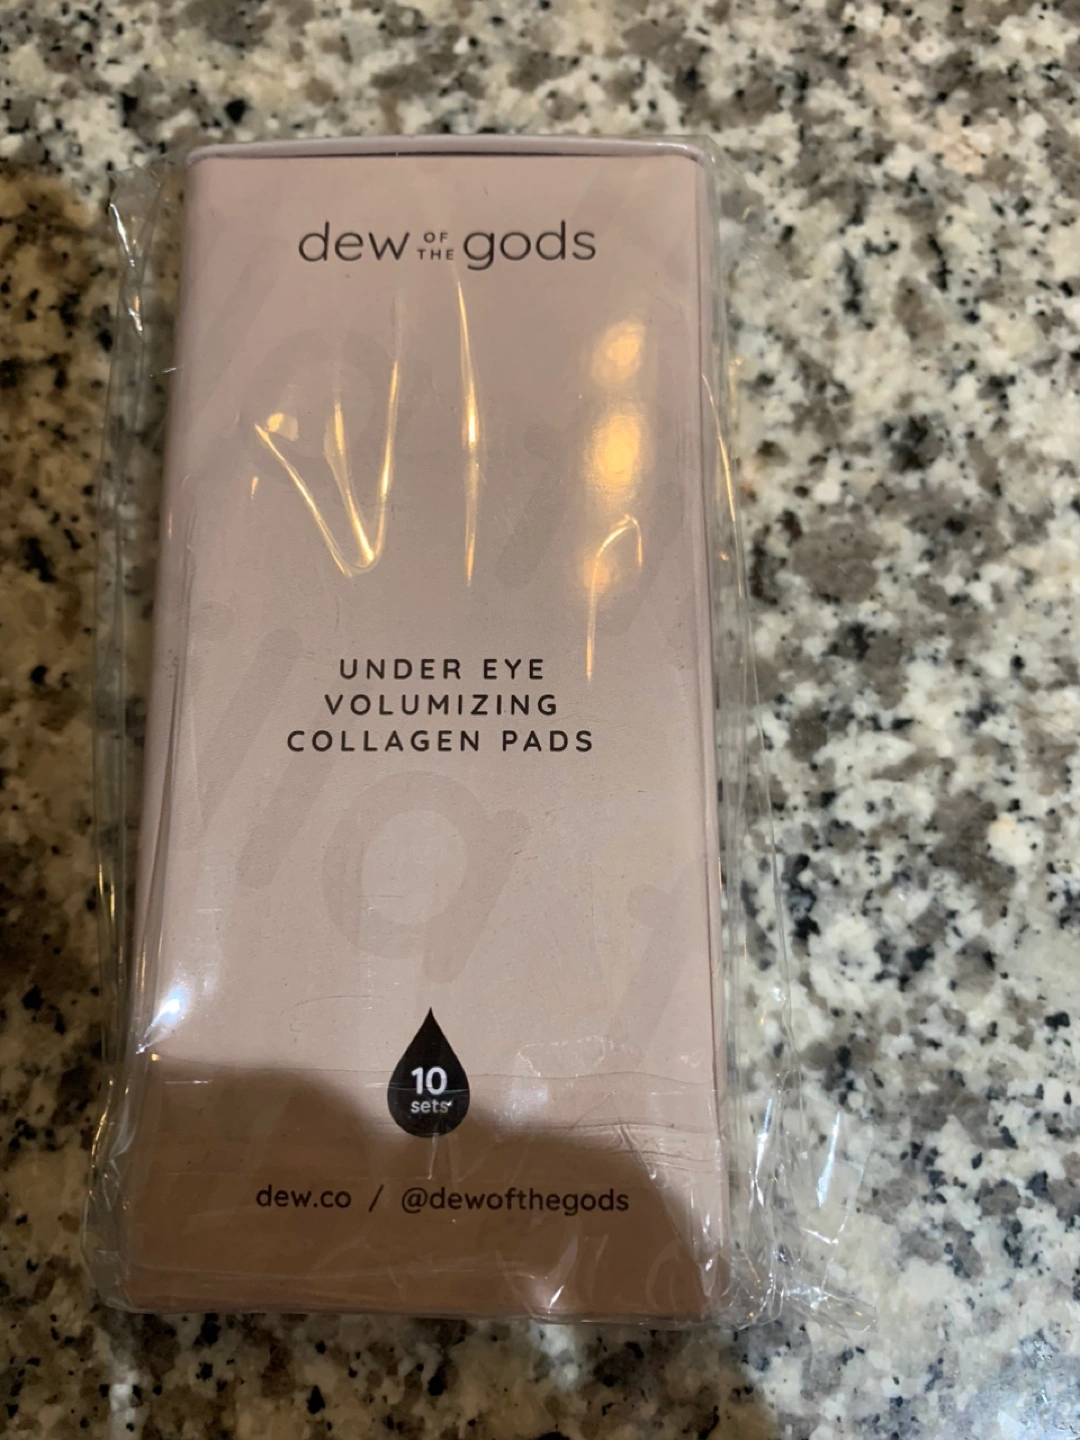 dew OF THE gods
UNDER EYE
VOLUMIZING
COLLAGEN PADS
10
sets
dew.co / @dewofthegods